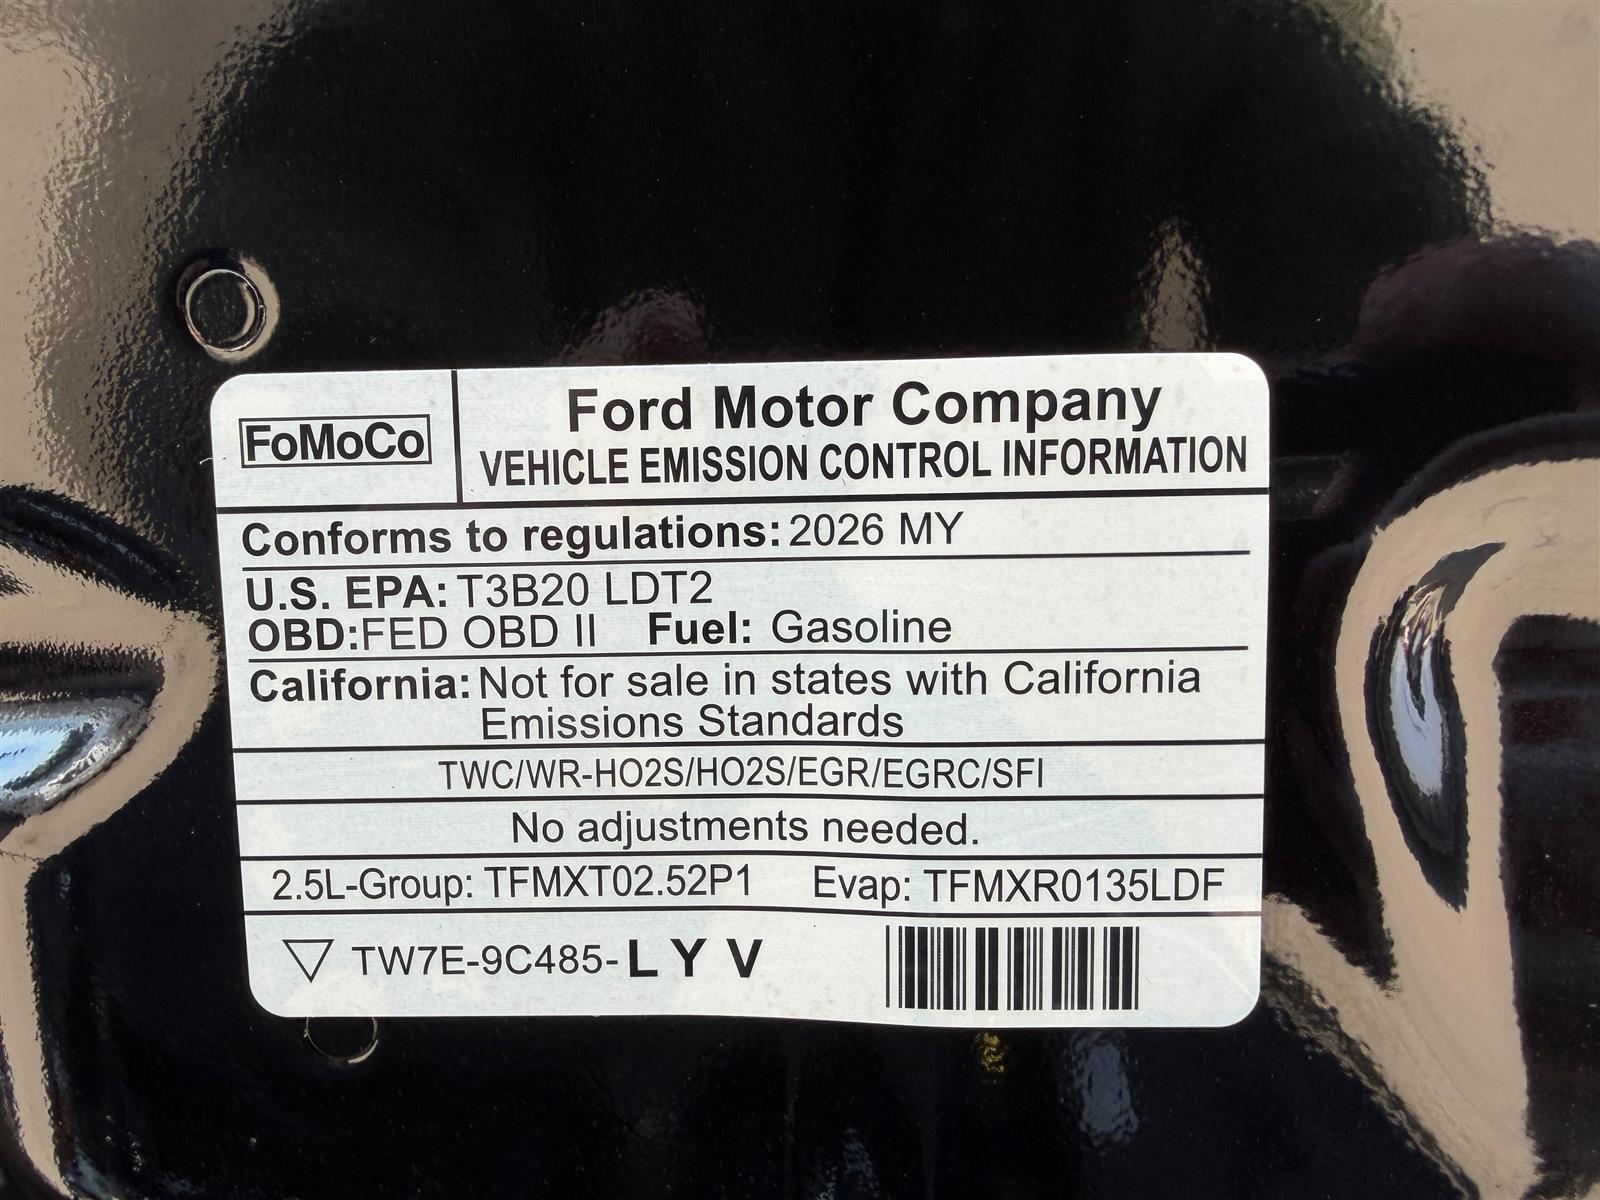 FoMoCo
Ford Motor Company
VEHICLE EMISSION CONTROL INFORMATION
Conforms to regulations: 2026 MY
U.S. EPA: T3B20 LDT2
OBD:FED OBD II Fuel: Gasoline
California: Not for sale in states with California
Emissions Standards
TWC/WR-HO2S/HO2S/EGR/EGRC/SFI
No adjustments needed.
2.5L-Group: TFMXT02.52P1 Evap: TFMXR0135LDF
TW7E-9C485-LYV